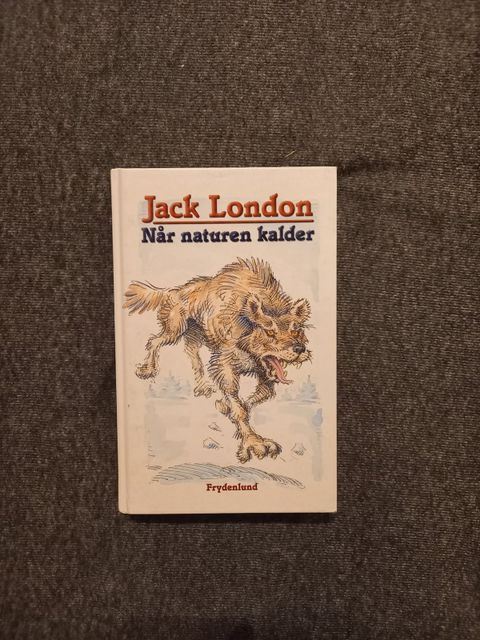 Jack London
Når naturen kalder
Frydenlund